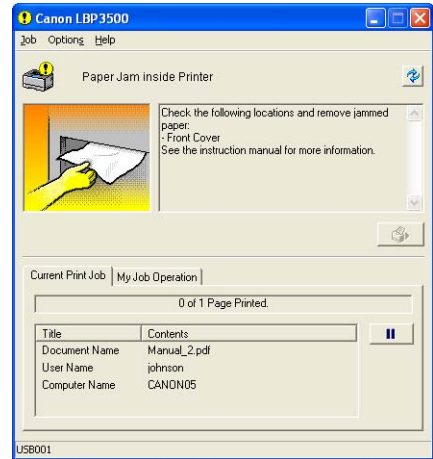 Canon LBP3500
Job Options Help
Paper Jam inside Printer
Check the following locations and remove jammed
paper:
- Front Cover
See the instruction manual for more information.
Current Print Job My Job Operation
0 of 1 Page Printed.
Title Contents
Document Name Manual_2.pdf
User Name johnson
Computer Name CANON05
USB001